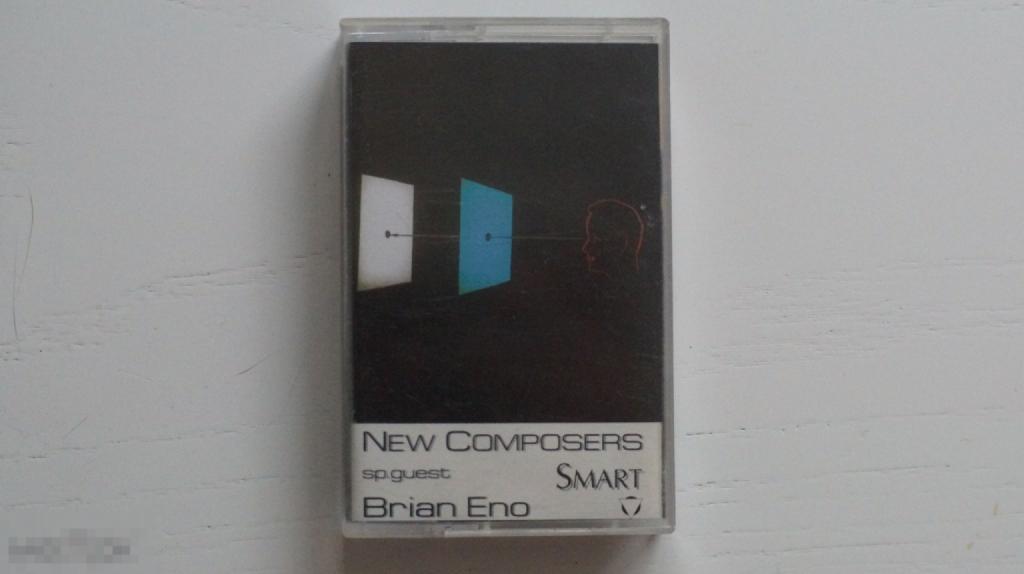 NEW COMPOSERS
sp.guest
SMART
Brian Eno